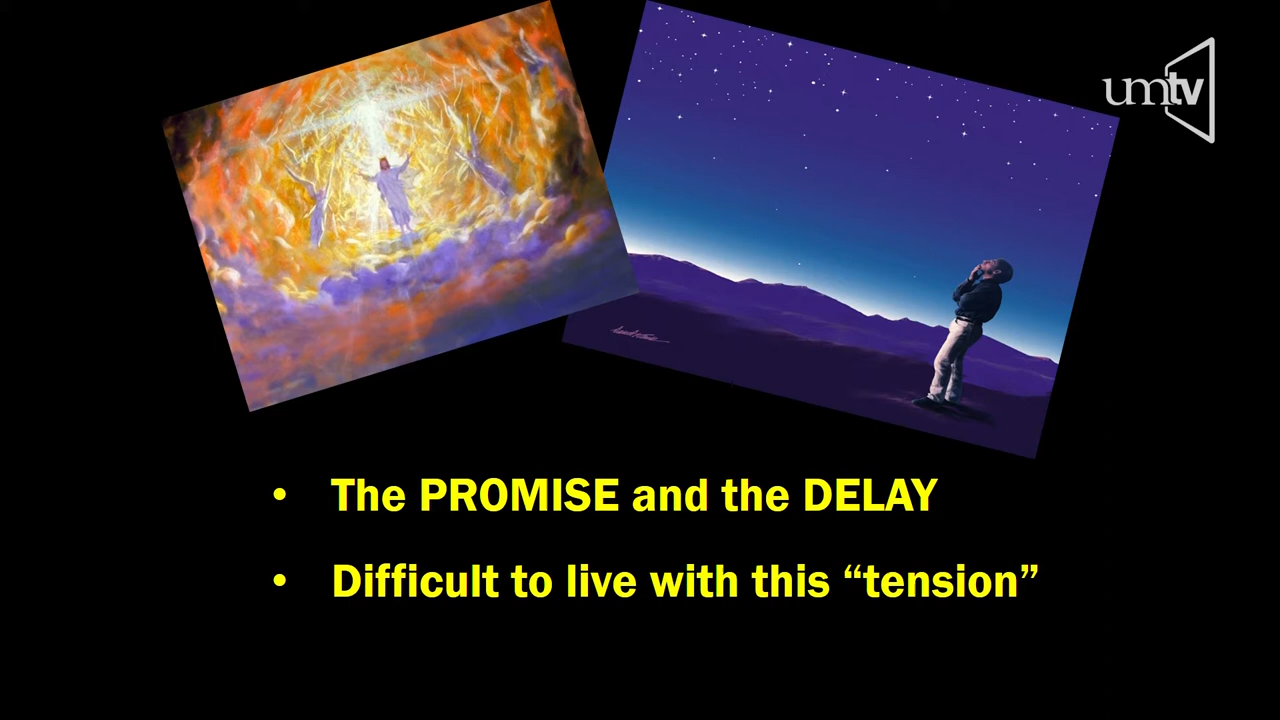 umtv
• The PROMISE and the DELAY
• Difficult to live with this “tension”